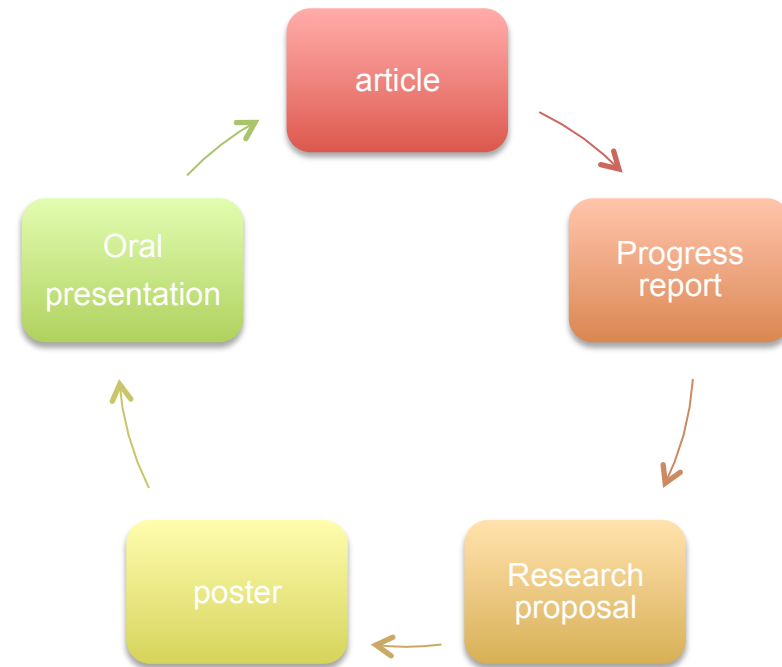 article
Progress
report
Research
proposal
poster
Oral
presentation